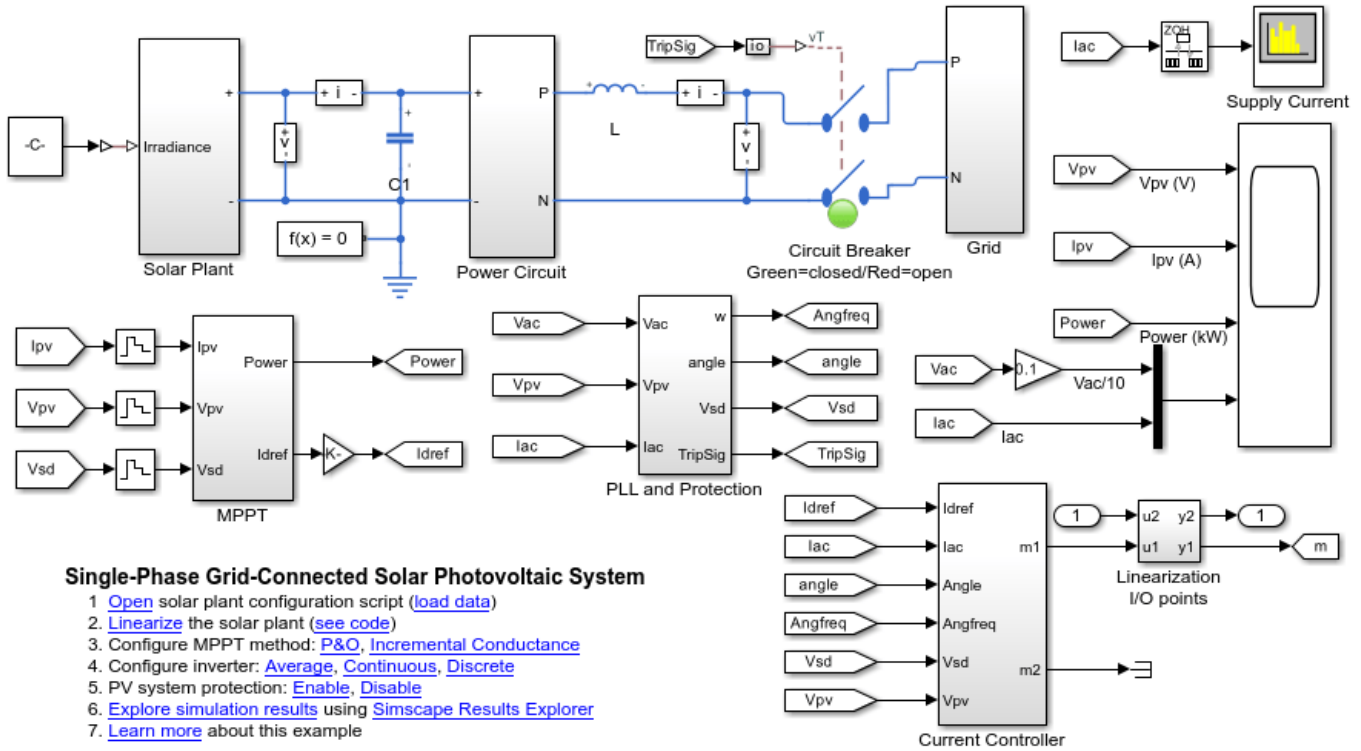 TripSig
io
vT
Iac
ZOH
Supply Current
-C-
Irradiance
+
-
Solar Plant
+ i -
+ v -
+
-
C1
f(x) = 0
+
-
P
N
Power Circuit
+ -
L
+ i -
+ v -
Circuit Breaker
Green=closed/Red=open
P
N
Grid
Vpv
Vpv (V)
Ipv
Ipv (A)
Power
Power (kW)
Vac
0.1
Vac/10
Iac
Iac
Ipv
Vpv
Vsd
Ipv
Vpv
Vsd
Power
Idref
MPPT
Power
K-
Idref
Vac
Vpv
Iac
Vac
Vpv
Iac
w
angle
Vsd
TripSig
PLL and Protection
Angfreq
angle
Vsd
TripSig
Idref
Iac
angle
Angfreq
Vsd
Vpv
Idref
Iac
Angle
Angfreq
Vsd
Vpv
m1
m2
Current Controller
1
u2 y2
u1 y1
1
m
Linearization
I/O points
Single-Phase Grid-Connected Solar Photovoltaic System
1 Open solar plant configuration script (load data)
2. Linearize the solar plant (see code)
3. Configure MPPT method: P&O, Incremental Conductance
4. Configure inverter: Average, Continuous, Discrete
5. PV system protection: Enable, Disable
6. Explore simulation results using Simscape Results Explorer
7. Learn more about this example